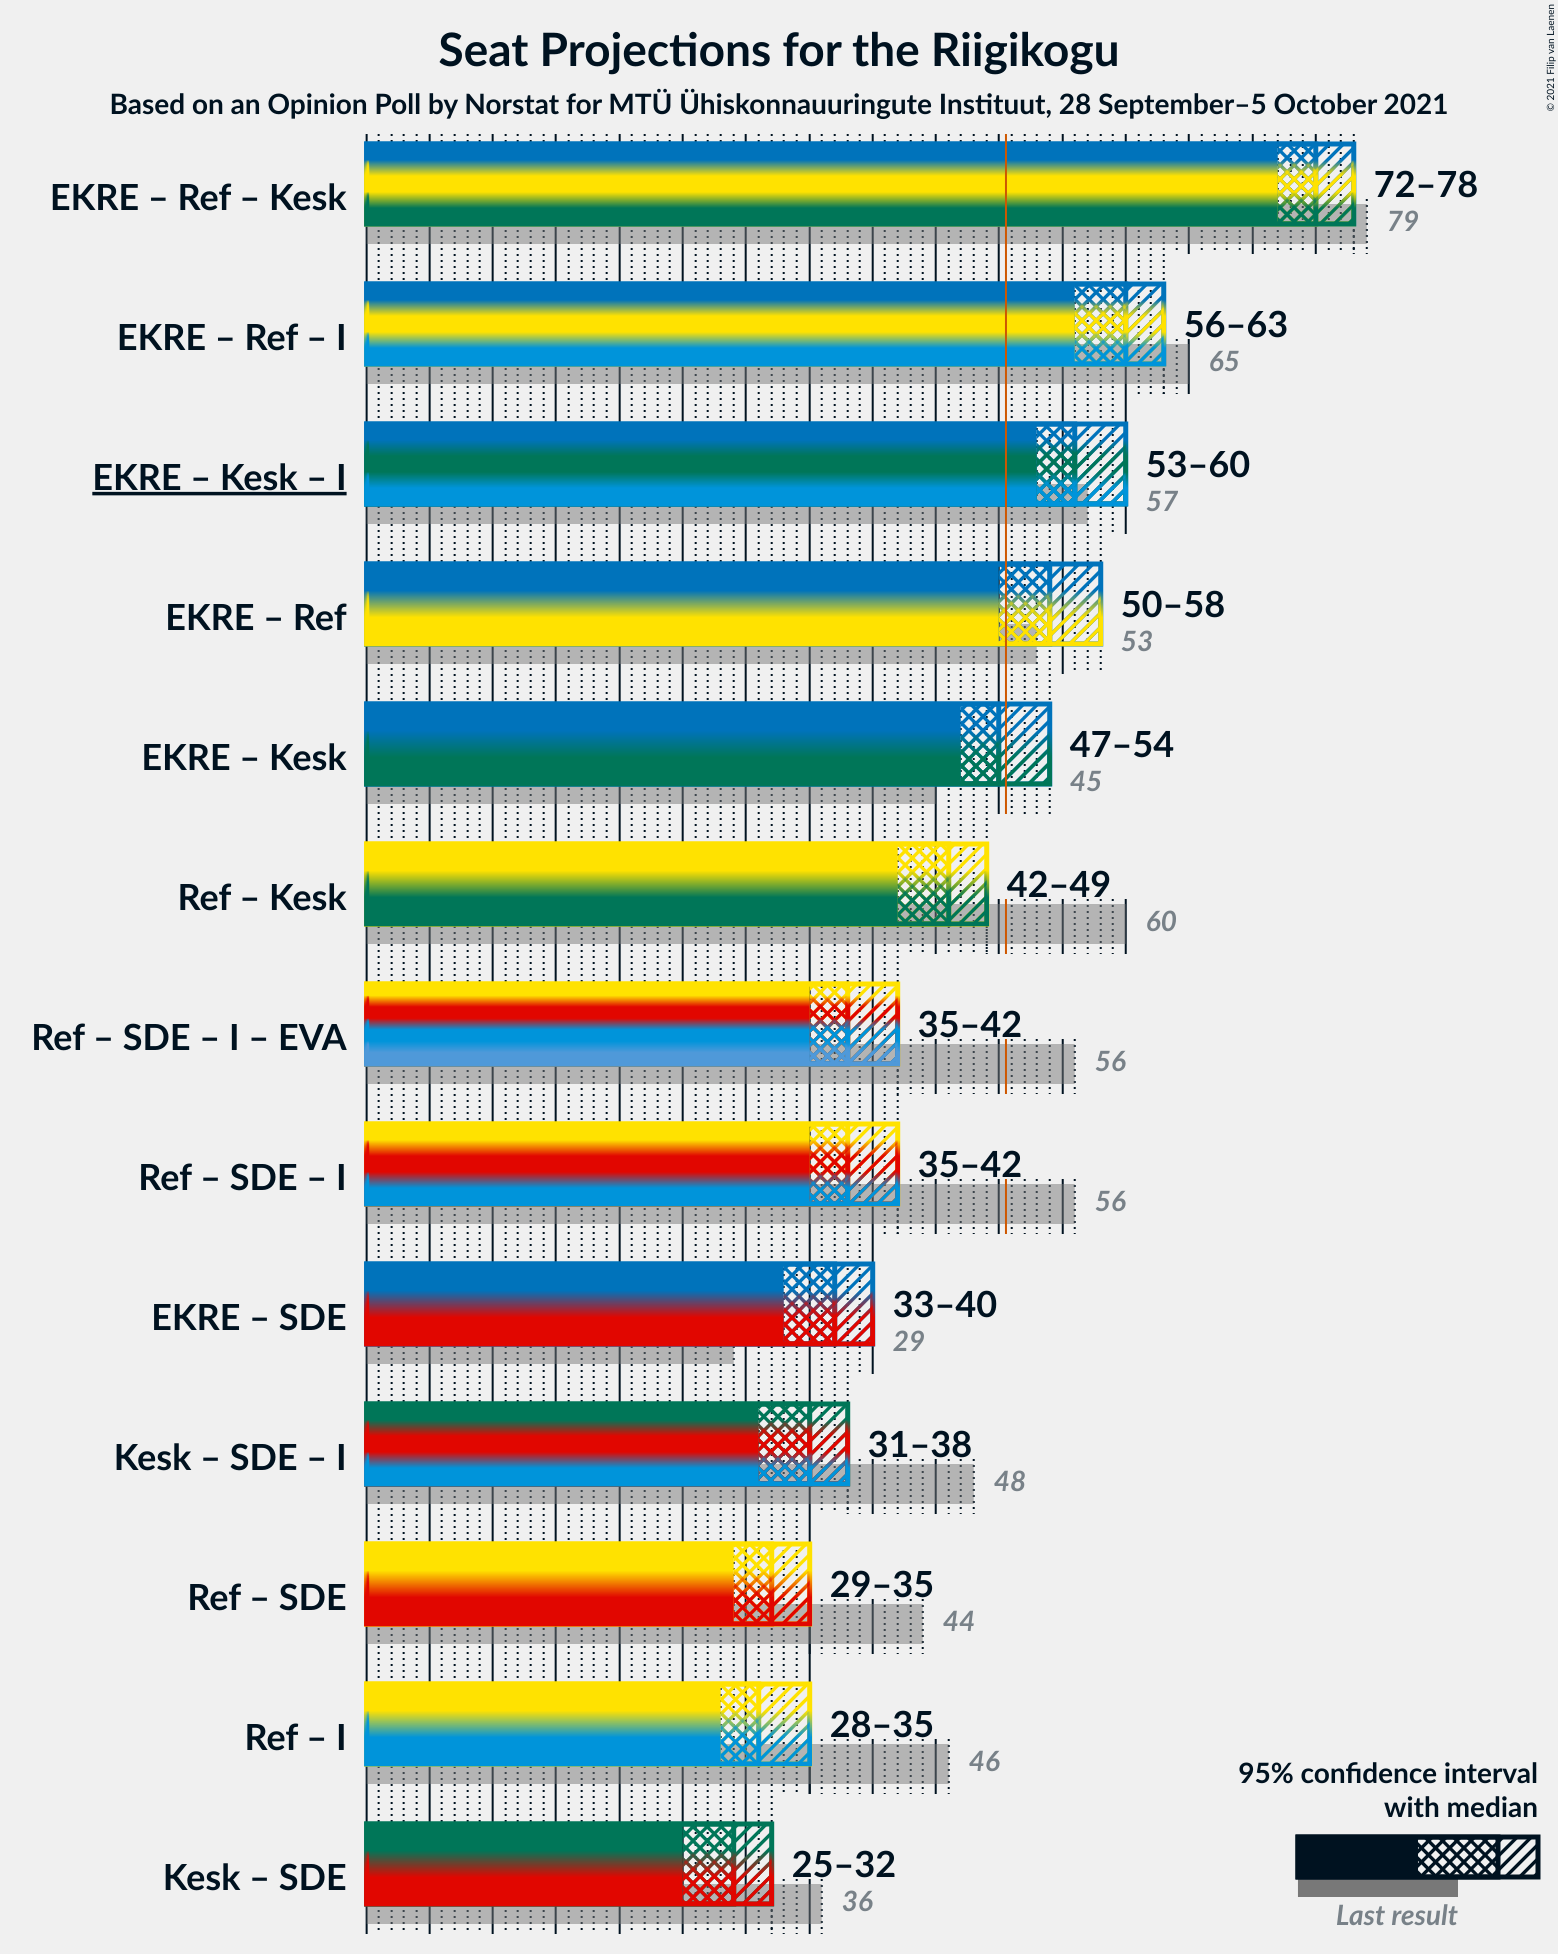 Seat Projections for the Riigikogu
Based on an Opinion Poll by Norstat for MTÜ Ühiskonnauuringute Instituut, 28 September–5 October 2021
© 2021 Filip van Laenen
EKRE – Ref – Kesk
72–78
79
EKRE – Ref – I
56–63
65
EKRE – Kesk – I
53–60
57
EKRE – Ref
50–58
53
EKRE – Kesk
47–54
45
Ref – Kesk
42–49
60
Ref – SDE – I – EVA
35–42
56
Ref – SDE – I
35–42
56
EKRE – SDE
33–40
29
Kesk – SDE – I
31–38
48
Ref – SDE
29–35
44
Ref – I
28–35
46
Kesk – SDE
25–32
36
95% confidence interval
with median
Last result